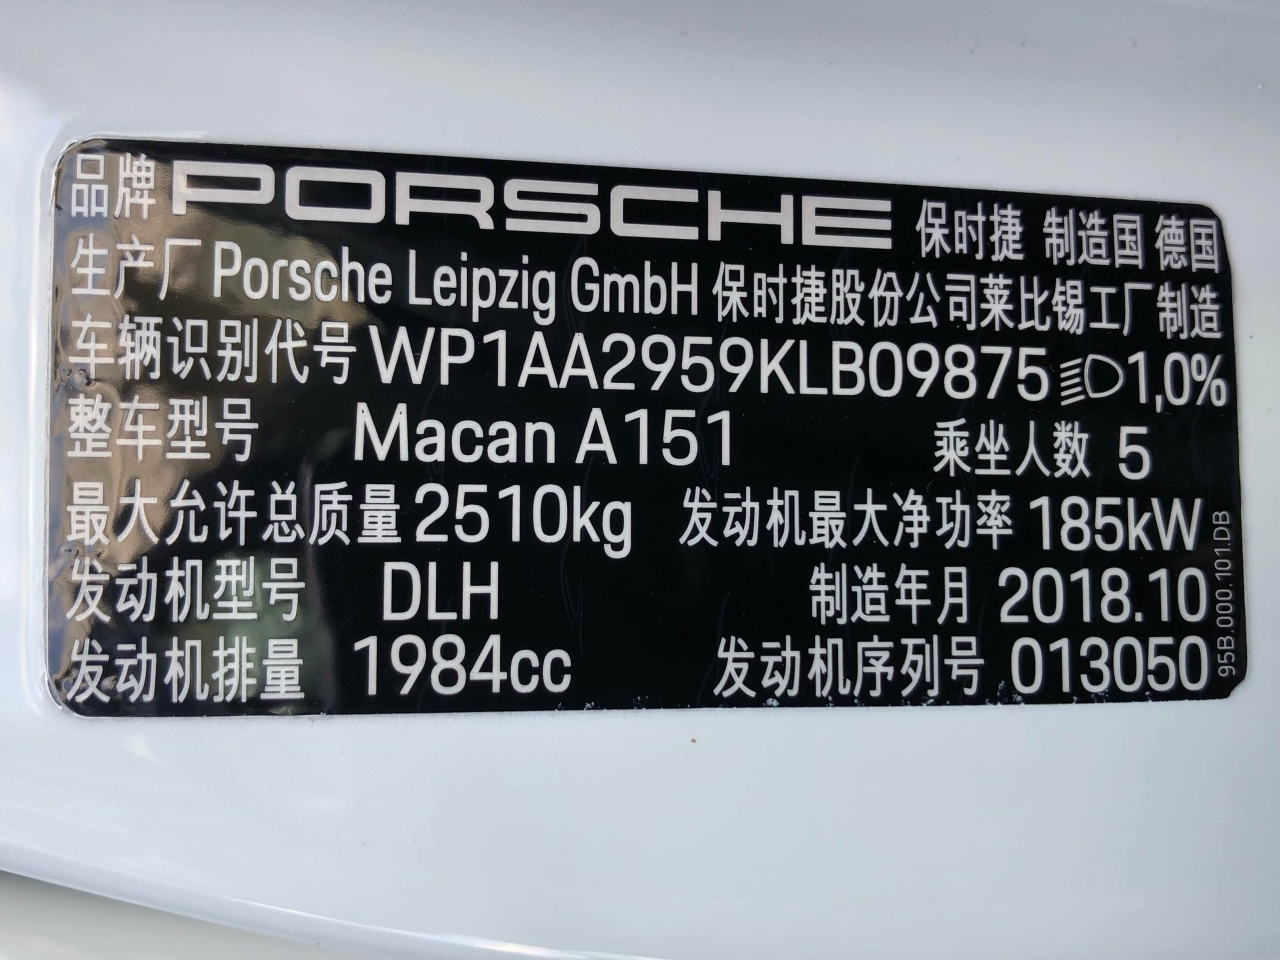 品牌 PORSCHE 保时捷 制造国 德国
生产厂 Porsche Leipzig GmbH 保时捷股份公司莱比锡工厂制造
车辆识别代号 WP1AA2959KLB09875 1,0%
整车型号 Macan A151 乘坐人数 5
最大允许总质量 2510kg 发动机最大净功率 185kW
发动机型号 DLH 制造年月 2018.10
发动机排量 1984cc 发动机序列号 013050
95B.000.101.DB